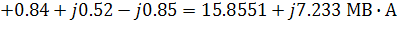 +0.84 + j0.52 − j0.85 = 15.8551 + j7.233 MB·A